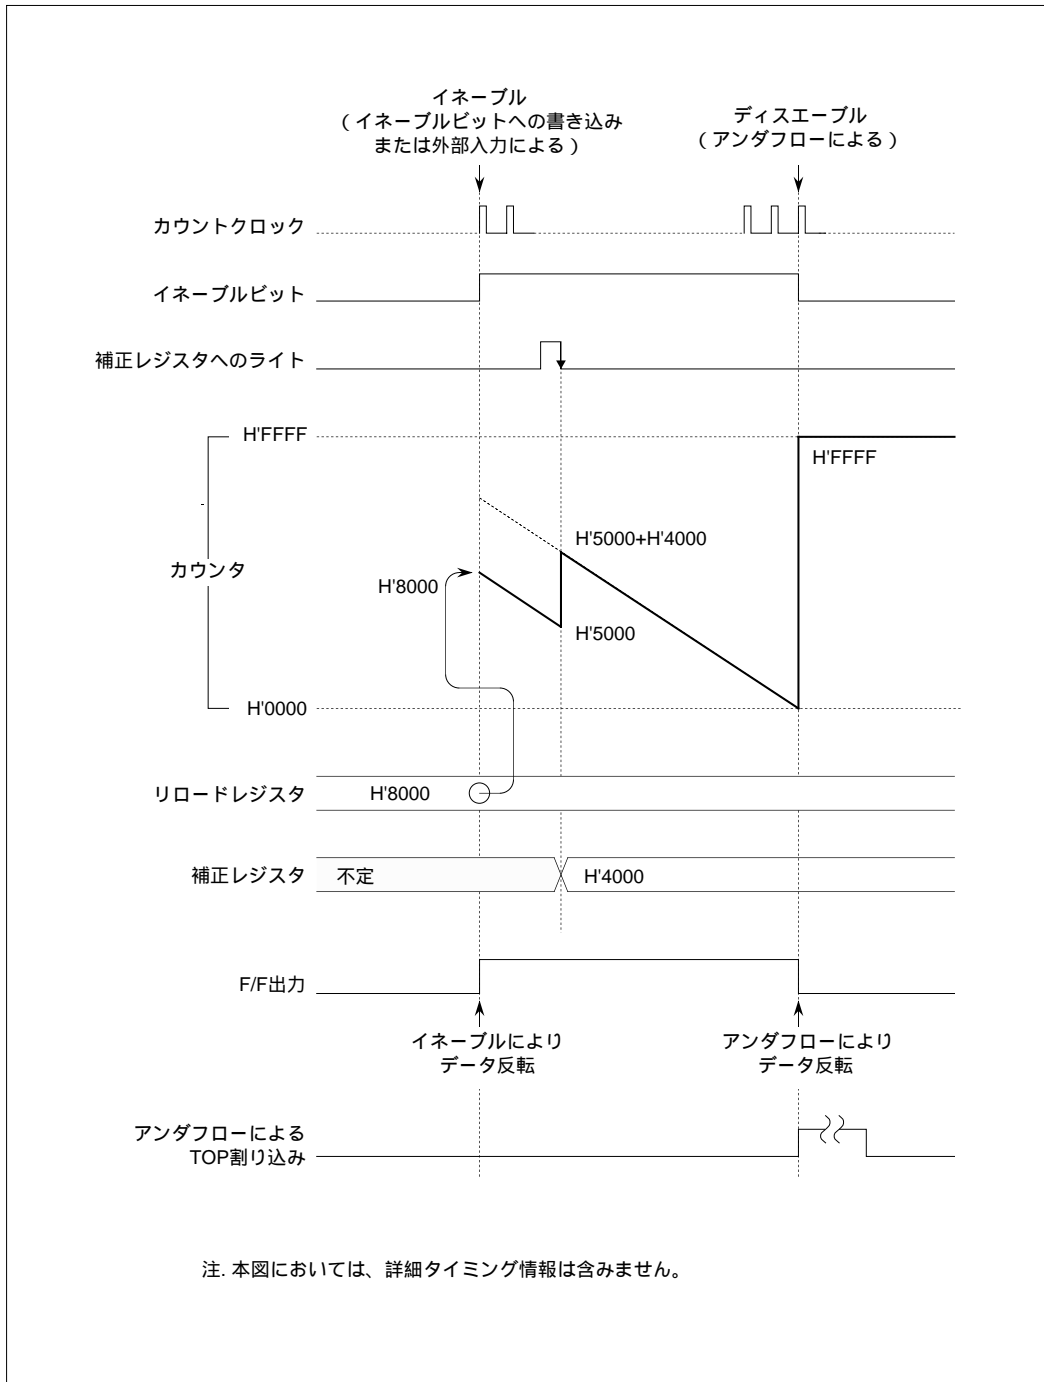 イネーブル
(イネーブルビットへの書き込み
または外部入力による)
ディスエーブル
(アンダフローによる)
カウントクロック
イネーブルビット
補正レジスタへのライト
H'FFFF
H'FFFF
H'5000+H'4000
カウンタ
H'8000
H'5000
H'0000
リロードレジスタ
H'8000
補正レジスタ
不定
H'4000
F/F出力
イネーブルにより
データ反転
アンダフローにより
データ反転
アンダフローによる
TOP割り込み
注. 本図においては、詳細タイミング情報は含みません。